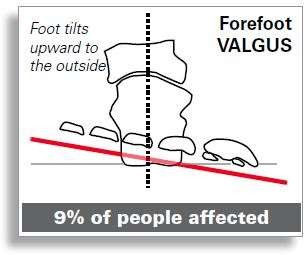 Foot tilts
upward to
the outside
Forefoot
VALGUS
9% of people affected